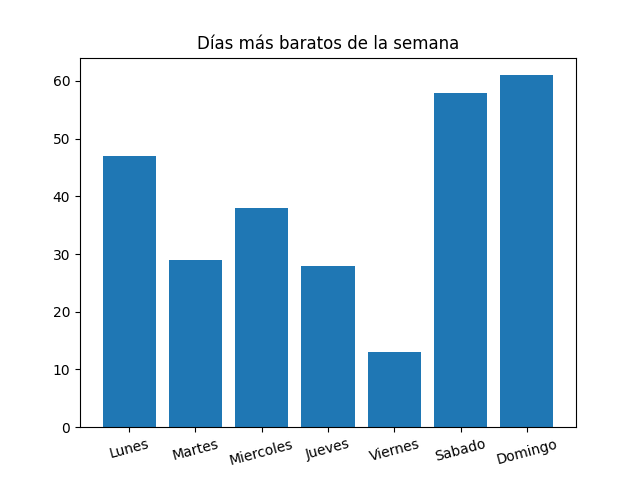 Días más baratos de la semana
60
50
40
30
20
10
0
Lunes
Martes
Miercoles
Jueves
Viernes
Sabado
Domingo